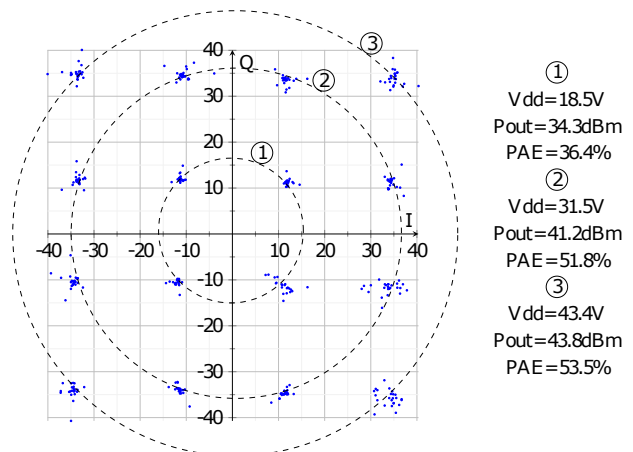 ③
40
Q
②
30
20
①
10
I
-40 -30 -20 -10 10 20 30 40
-10
-20
-30
-40
①
Vdd=18.5V
Pout=34.3dBm
PAE=36.4%
②
Vdd=31.5V
Pout=41.2dBm
PAE=51.8%
③
Vdd=43.4V
Pout=43.8dBm
PAE=53.5%